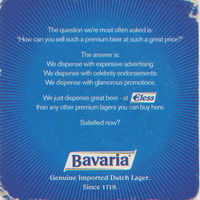 The question we're most often asked is:
"How can you sell such a premium beer at such a great price?"
The answer is:
We dispense with expensive advertising.
We dispense with celebrity endorsements.
We dispense with glamorous promotions.
We just dispense great beer - at £less
than any other premium lagers you can buy here.
Satisfied now?
Bavaria
Genuine Imported Dutch Lager.
Since 1719.